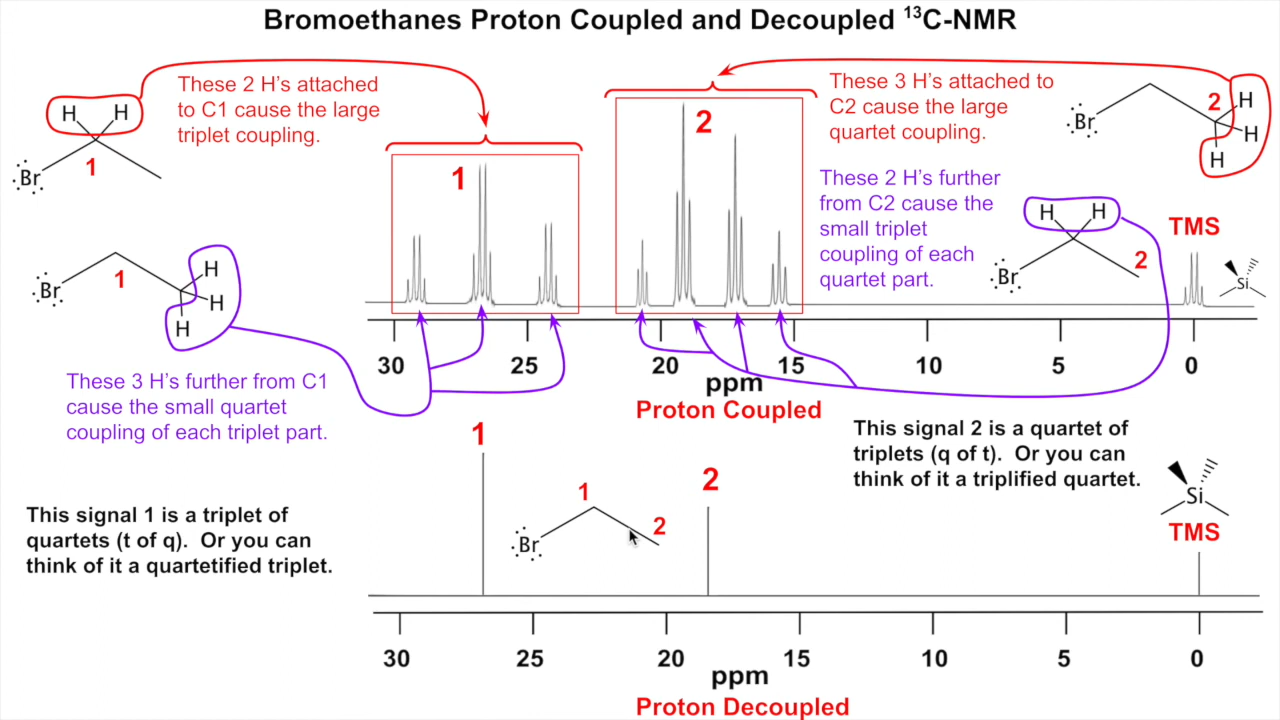 Bromoethanes Proton Coupled and Decoupled ¹³C-NMR
These 2 H's attached
to C1 cause the large
triplet coupling.
H H
Br
1
1
2
These 3 H's attached to
C2 cause the large
quartet coupling.
Br
2
H
H
H
These 2 H's further
from C2 cause the
small triplet
coupling of each
quartet part.
H H
Br
2
TMS
Si
Br
1
H
H
H
These 3 H's further from C1
cause the small quartet
coupling of each triplet part.
30 25 20 15 10 5 0
ppm
Proton Coupled
This signal 2 is a quartet of
triplets (q of t). Or you can
think of it a triplified quartet.
This signal 1 is a triplet of
quartets (t of q). Or you can
think of it a quartetified triplet.
1
1
2
Br
2
Si
TMS
30 25 20 15 10 5 0
ppm
Proton Decoupled